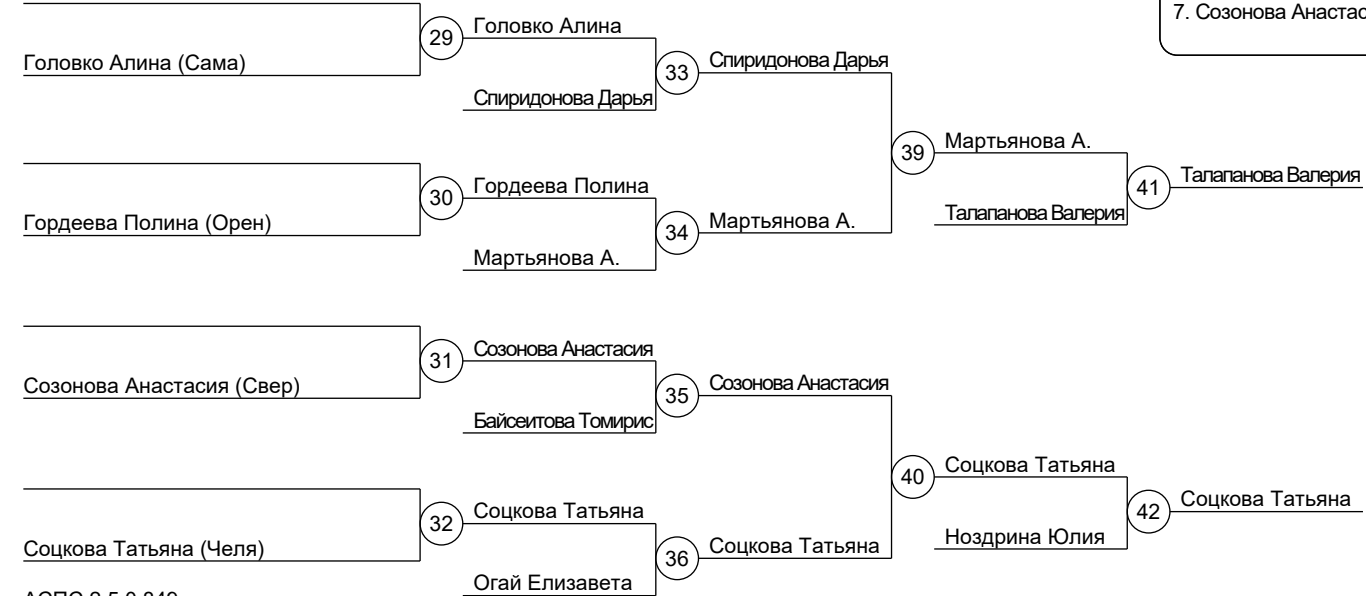 7. Созонова Анастас
29
Головко Алина
Головко Алина (Сама)
33
Спиридонова Дарья
Спиридонова Дарья
39
Мартьянова А.
30
Гордеева Полина
41
Талапанова Валерия
Гордеева Полина (Орен)
34
Мартьянова А.
Талапанова Валерия
Мартьянова А.
31
Созонова Анастасия
Созонова Анастасия (Свер)
35
Созонова Анастасия
Байсеитова Томирис
40
Соцкова Татьяна
32
Соцкова Татьяна
42
Соцкова Татьяна
Соцкова Татьяна (Челя)
36
Соцкова Татьяна
Ноздрина Юлия
Огай Елизавета